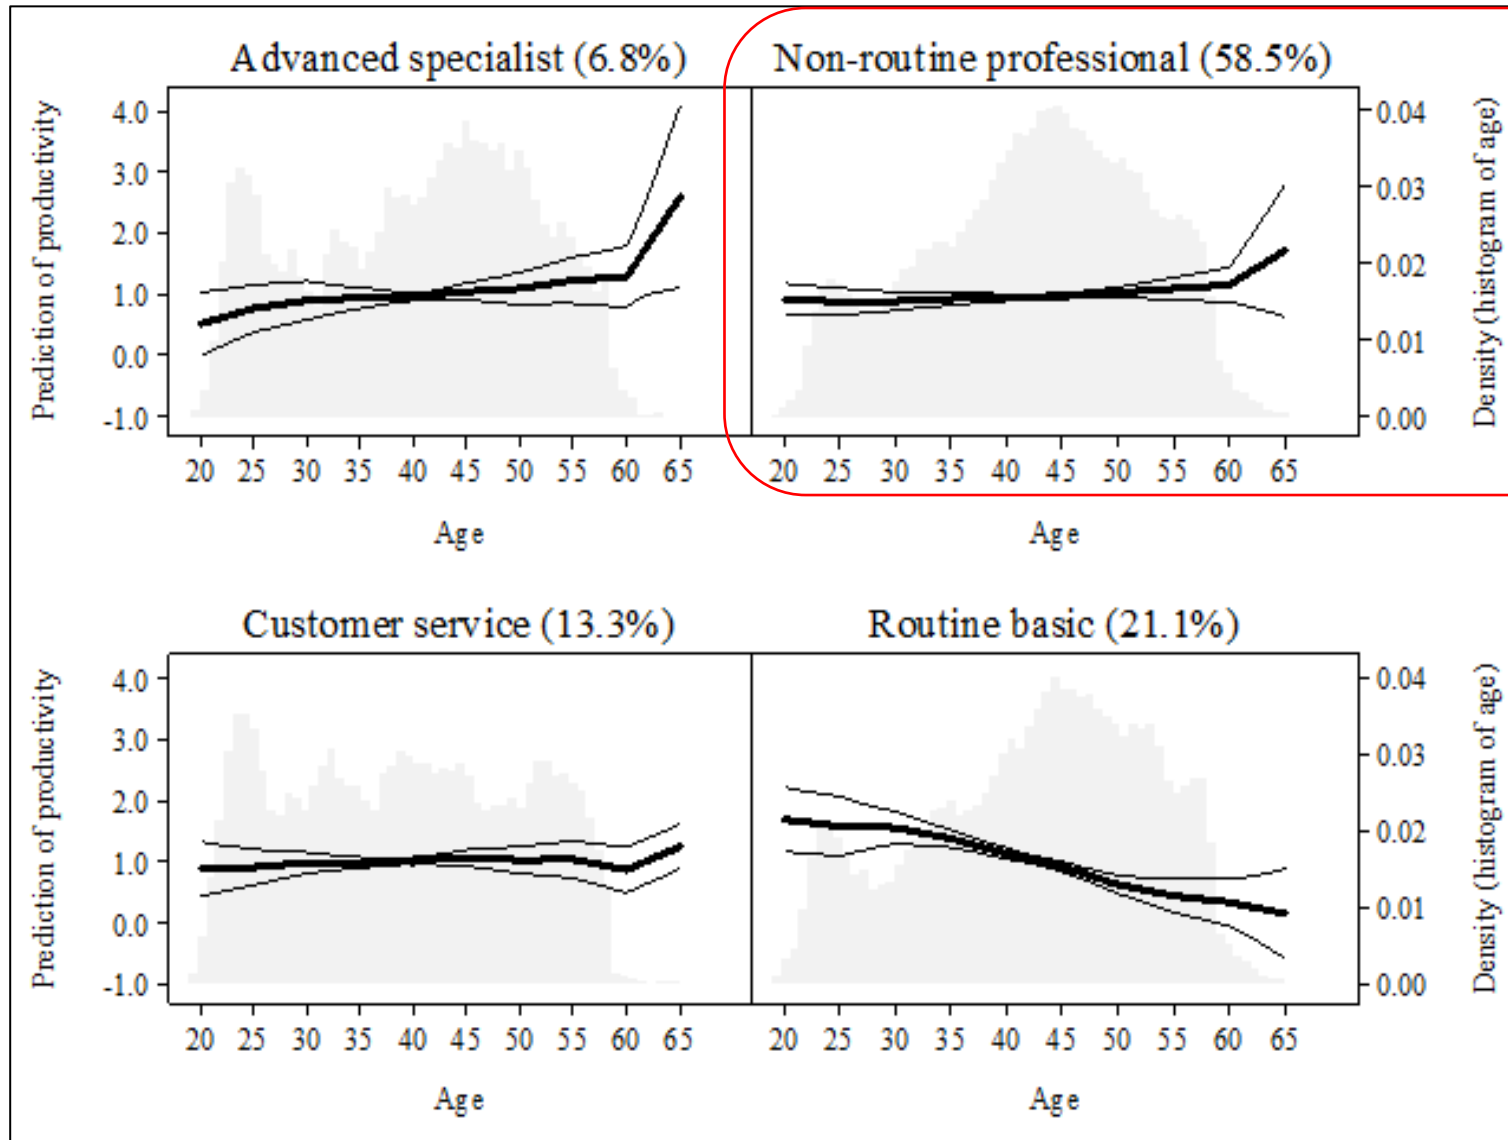 Advanced specialist (6.8%)
Non-routine professional (58.5%)
Prediction of productivity
4.0
3.0
2.0
1.0
0.0
-1.0
0.04
0.03
0.02
0.01
0.00
Density (histogram of age)
20 25 30 35 40 45 50 55 60 65
20 25 30 35 40 45 50 55 60 65
Age
Age
Customer service (13.3%)
Routine basic (21.1%)
Prediction of productivity
4.0
3.0
2.0
1.0
0.0
-1.0
0.04
0.03
0.02
0.01
0.00
Density (histogram of age)
20 25 30 35 40 45 50 55 60 65
20 25 30 35 40 45 50 55 60 65
Age
Age